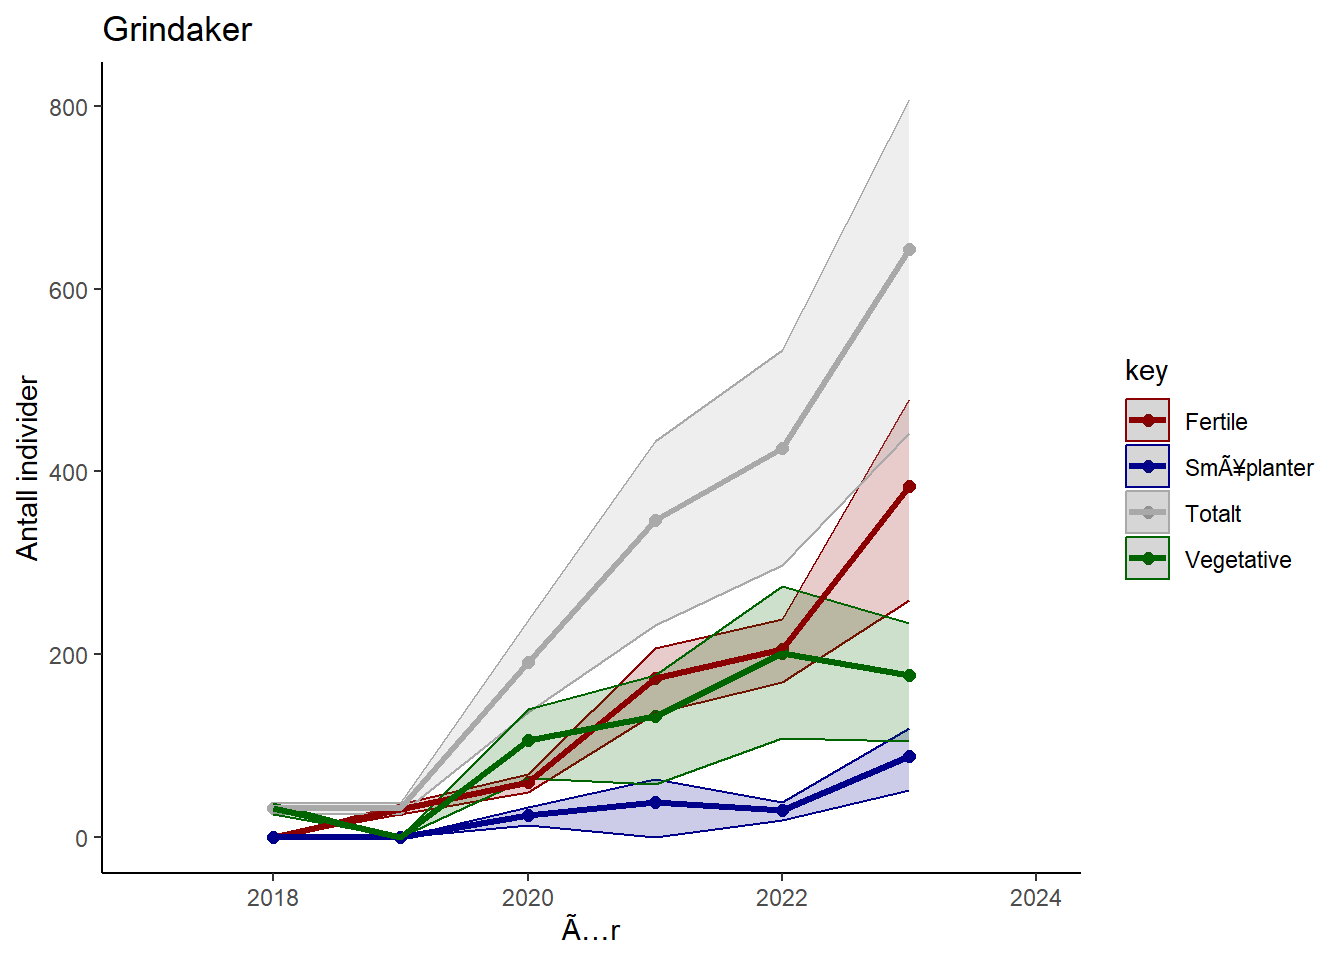 Grindaker
800
600
400
200
0
Antall individer
2018
2020
2022
2024
Ã…r
key
Fertile
SmÃ¥planter
Totalt
Vegetative